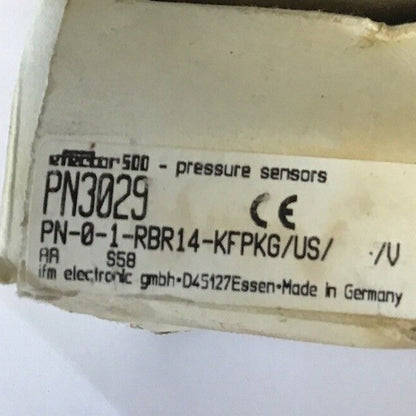 efector500 - pressure sensors
PN3029 CE
PN-0-1-RBR14-KFPKG/US/ /V
AA S58
ifm electronic gmbh•D45127Essen•Made in Germany